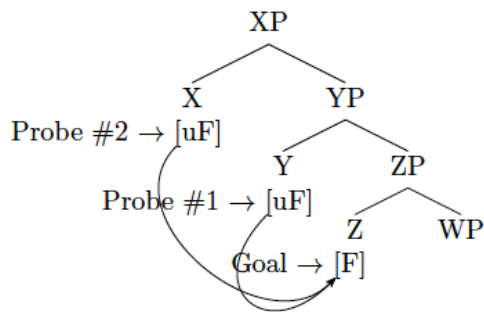 XP
X YP
Probe #2 → [uF]
Y ZP
Probe #1 → [uF]
Z WP
Goal → [F]